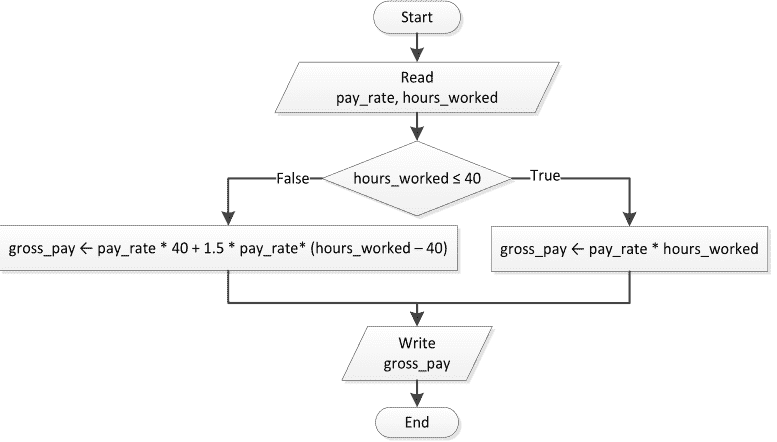 Start
Read
pay_rate, hours_worked
hours_worked ≤ 40
False
True
gross_pay ← pay_rate * 40 + 1.5 * pay_rate* (hours_worked – 40)
gross_pay ← pay_rate * hours_worked
Write
gross_pay
End